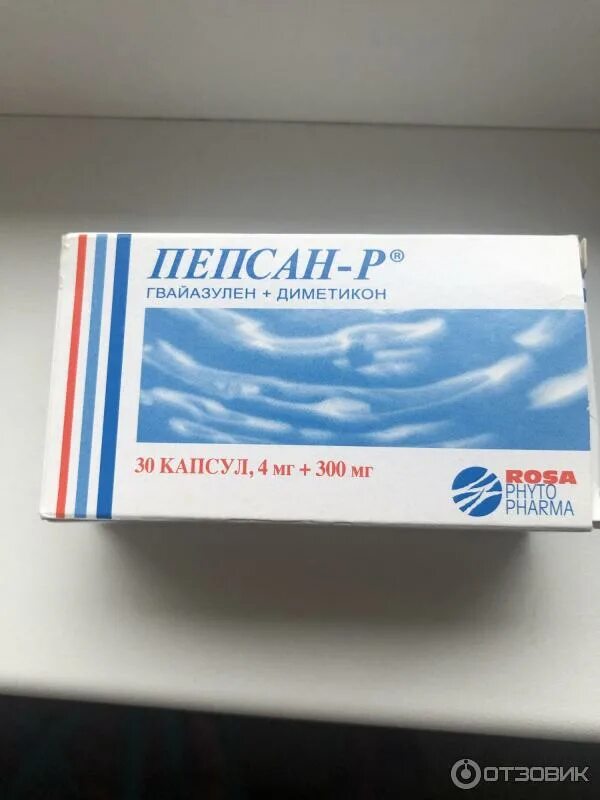 ПЕПСАН-Р®
ГВАЙАЗУЛЕН + ДИМЕТИКОН
30 КАПСУЛ, 4 мг + 300 мг
ROSA
PHYTO
PHARMA
ОТЗОВИК